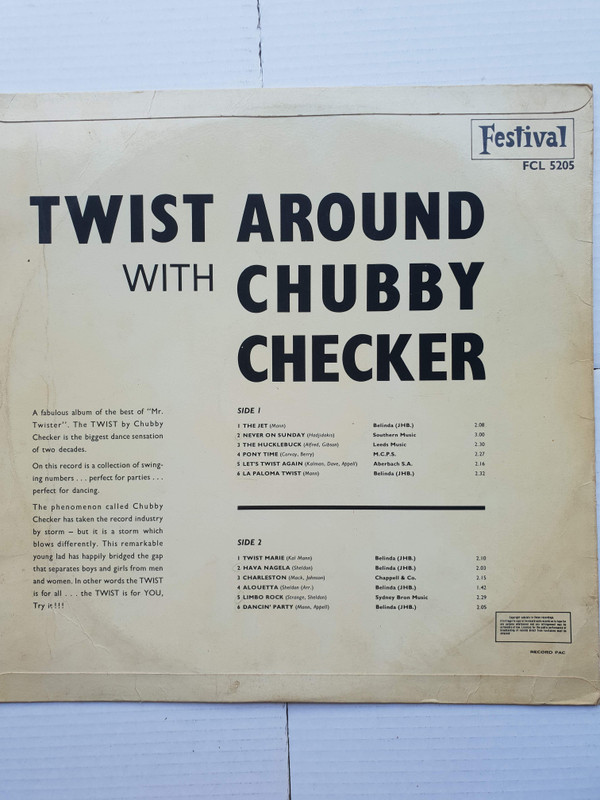 Festival
FCL 5205
TWIST AROUND
WITH CHUBBY
CHECKER
A fabulous album of the best of "Mr.
Twister". The TWIST by Chubby
Checker is the biggest dance sensation
of two decades.
On this record is a collection of swing-
ing numbers . . . perfect for parties . . .
perfect for dancing.
The phenomenon called Chubby
Checker has taken the record industry
by storm – but it is a storm which
blows differently. This remarkable
young lad has happily bridged the gap
that separates boys and girls from men
and women. In other words the TWIST
is for all . . . the TWIST is for YOU,
Try it!!!
SIDE 1
1 THE JET (Mann) Belinda (JHB.) 2.08
2 NEVER ON SUNDAY (Hadjidakis) Southern Music 3.00
3 THE HUCKLEBUCK (Alfred, Gibson) Leeds Music 2.30
4 PONY TIME (Covay, Berry) M.C.P.S. 2.27
5 LET'S TWIST AGAIN (Kalman, Dave, Appell) Aberbach S.A. 2.16
6 LA PALOMA TWIST (Mann) Belinda (JHB.) 2.32
SIDE 2
1 TWIST MARIE (Kal Mann) Belinda (JHB.) 2.10
2 HAVA NAGELA (Sheldon) Belinda (JHB.) 2.03
3 CHARLESTON (Mack, Johnson) Chappell & Co. 2.15
4 ALOUETTA (Sheldon Arr.) Belinda (JHB.) 1.42
5 LIMBO ROCK (Strange, Sheldon) Sydney Bron Music 2.29
6 DANCIN' PARTY (Mann, Appell) Belinda (JHB.) 2.05
RECORD PAC